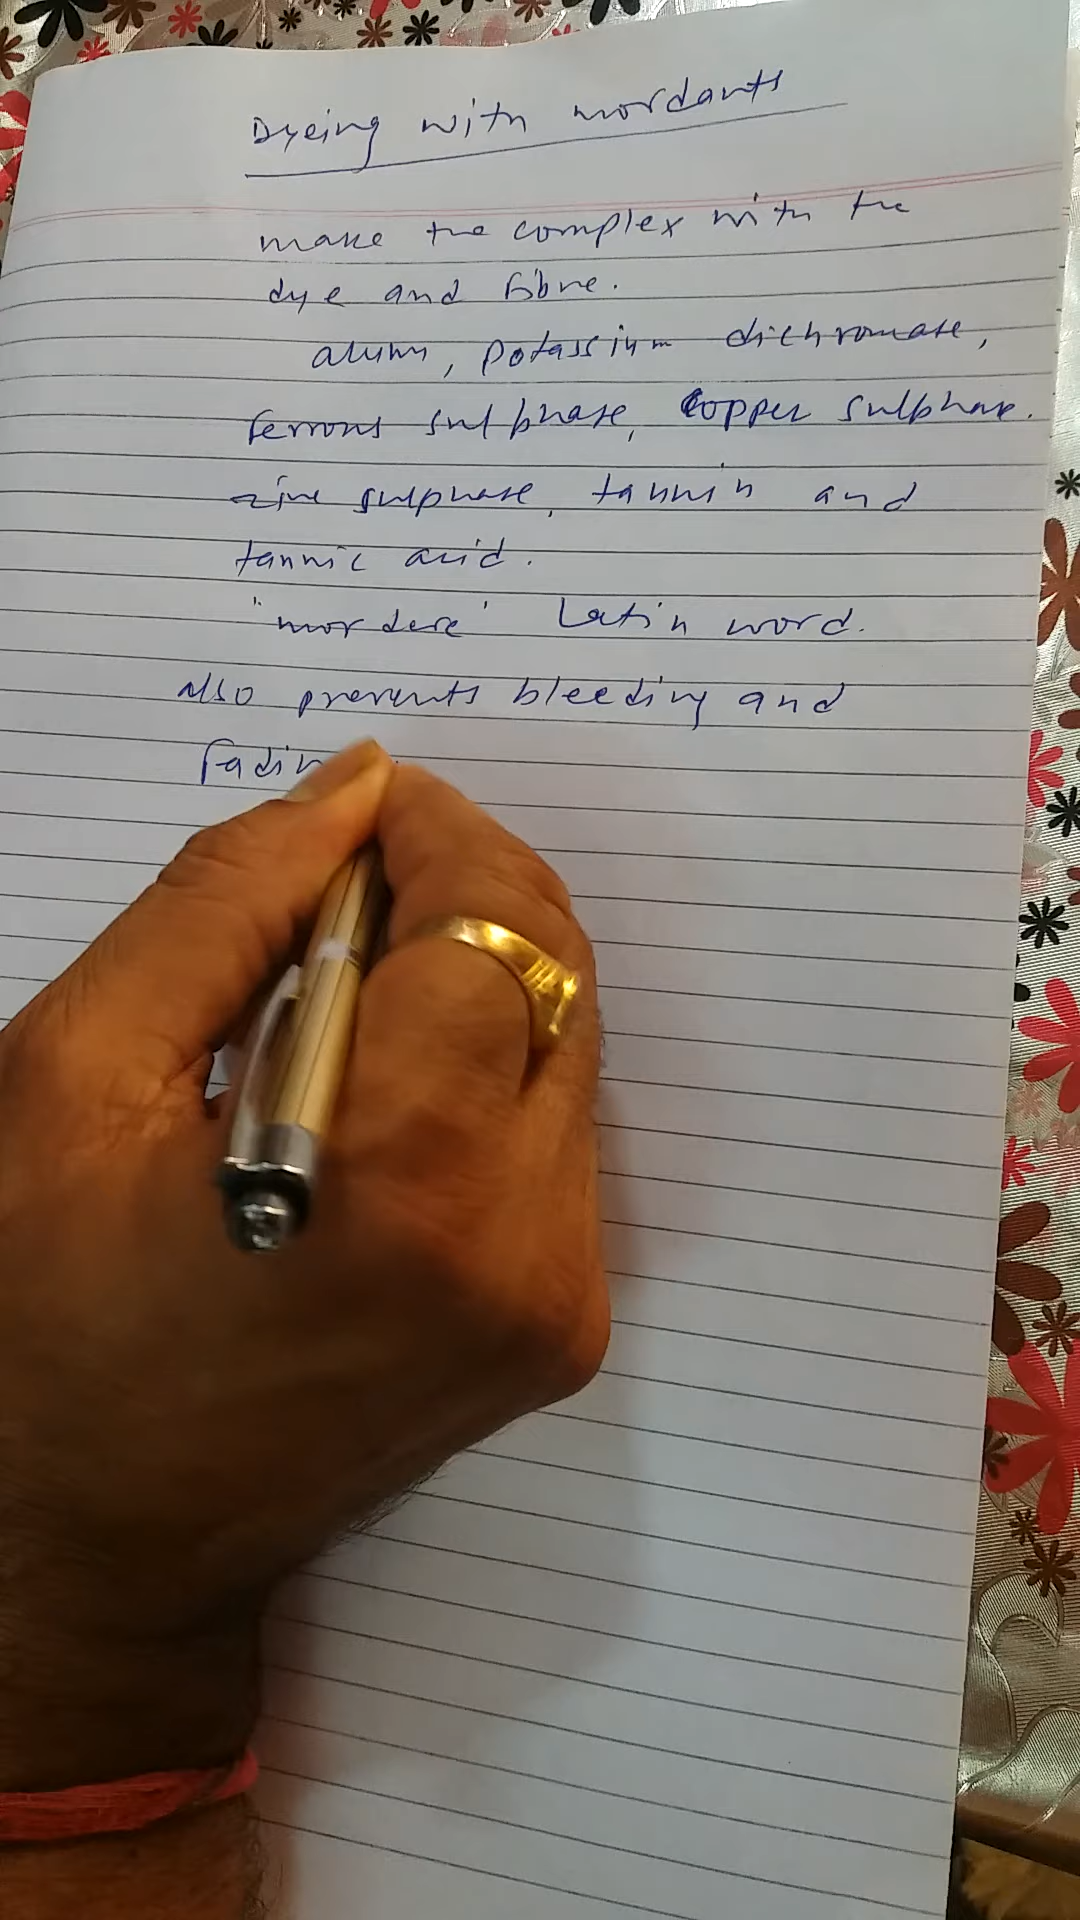 Dyeing with mordants
make the complex with the
dye and fibre.
alum, potassium dichromate,
ferrous sulphate, copper sulphate.
zinc sulphate, tannin and
tannic acid.
"mordere" Latin word.
also prevents bleeding and
fadin